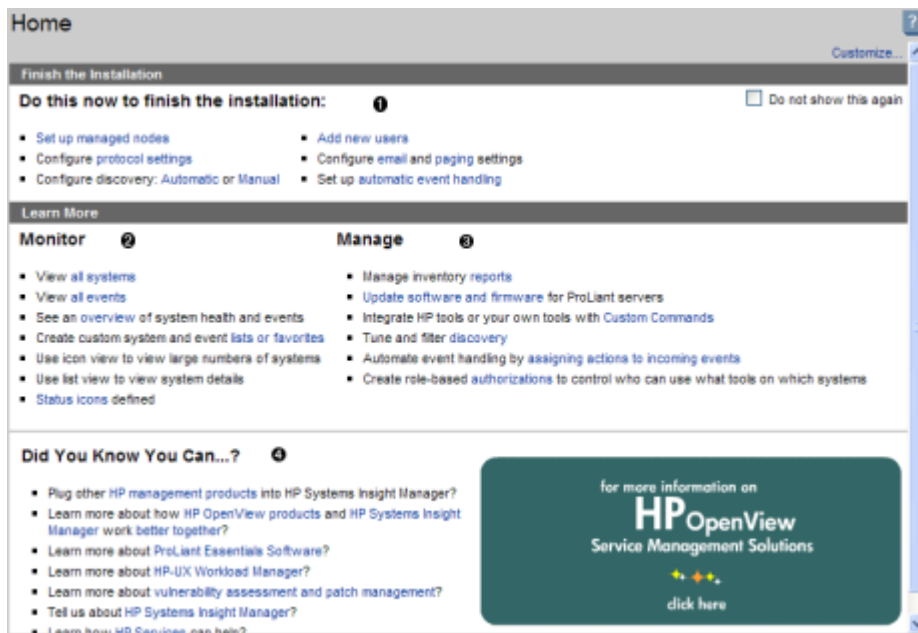 Home
?
Customize...
Finish the Installation
Do this now to finish the installation: ❶
Do not show this again
▪ Set up managed nodes
▪ Configure protocol settings
▪ Configure discovery: Automatic or Manual
▪ Add new users
▪ Configure email and paging settings
▪ Set up automatic event handling
Learn More
Monitor ❷
▪ View all systems
▪ View all events
▪ See an overview of system health and events
▪ Create custom system and event lists or favorites
▪ Use icon view to view large numbers of systems
▪ Use list view to view system details
▪ Status icons defined
Manage ❸
▪ Manage inventory reports
▪ Update software and firmware for ProLiant servers
▪ Integrate HP tools or your own tools with Custom Commands
▪ Tune and filter discovery
▪ Automate event handling by assigning actions to incoming events
▪ Create role-based authorizations to control who can use what tools on which systems
Did You Know You Can...? ❹
▪ Plug other HP management products into HP Systems Insight Manager?
▪ Learn more about how HP OpenView products and HP Systems Insight
Manager work better together?
▪ Learn more about ProLiant Essentials Software?
▪ Learn more about HP-UX Workload Manager?
▪ Learn more about vulnerability assessment and patch management?
▪ Tell us about HP Systems Insight Manager?
▪ Learn how HP Services can help?
for more information on
HP OpenView
Service Management Solutions
click here